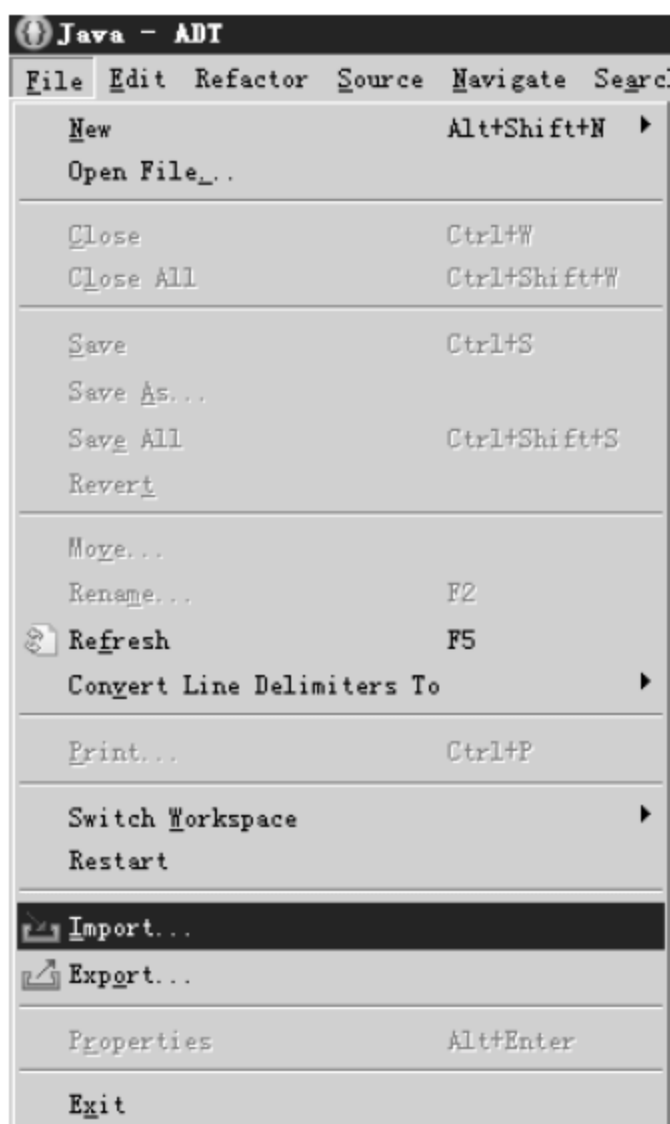 Java - ADT
File Edit Refactor Source Navigate Searc
New Alt+Shift+N
Open File...
Close Ctrl+W
Close All Ctrl+Shift+W
Save Ctrl+S
Save As...
Save All Ctrl+Shift+S
Revert
Move...
Rename... F2
Refresh F5
Convert Line Delimiters To
Print... Ctrl+P
Switch Workspace
Restart
Import...
Export...
Properties Alt+Enter
Exit